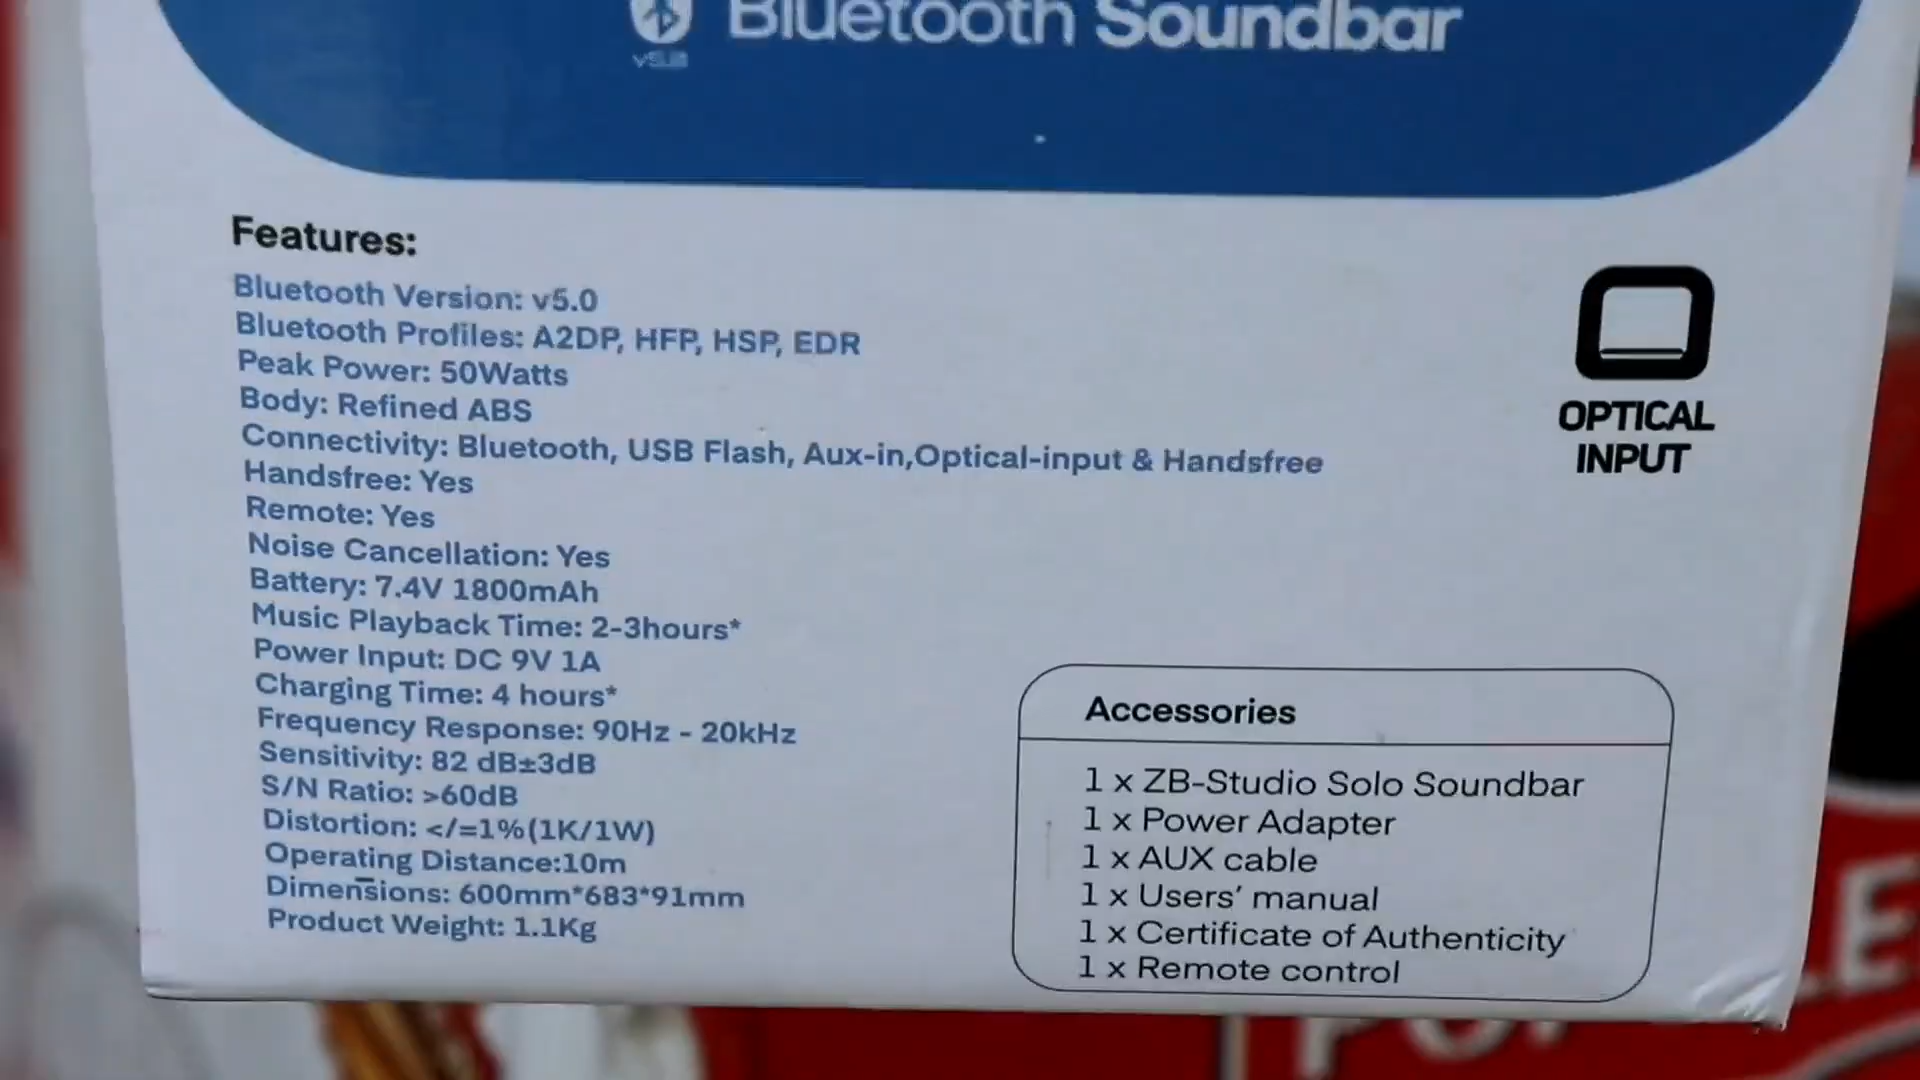 Bluetooth Soundbar
v5.0
Features:
Bluetooth Version: v5.0
Bluetooth Profiles: A2DP, HFP, HSP, EDR
Peak Power: 50Watts
Body: Refined ABS
Connectivity: Bluetooth, USB Flash, Aux-in,Optical-input & Handsfree
Handsfree: Yes
Remote: Yes
Noise Cancellation: Yes
Battery: 7.4V 1800mAh
Music Playback Time: 2-3hours*
Power Input: DC 9V 1A
Charging Time: 4 hours*
Frequency Response: 90Hz - 20kHz
Sensitivity: 82 dB±3dB
S/N Ratio: >60dB
Distortion: </=1%(1K/1W)
Operating Distance:10m
Dimensions: 600mm*683*91mm
Product Weight: 1.1Kg
OPTICAL
INPUT
Accessories
1 x ZB-Studio Solo Soundbar
1 x Power Adapter
1 x AUX cable
1 x Users' manual
1 x Certificate of Authenticity
1 x Remote control